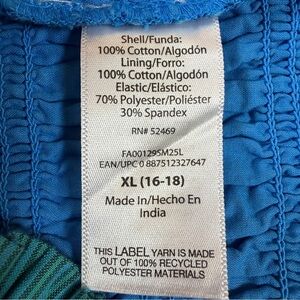 Shell/Funda:
100% Cotton/Algodón
Lining/Forro:
100% Cotton/Algodón
Elastic/Elástico:
70% Polyester/Poliéster
30% Spandex
RN# 52469
FA001295M25L
EAN/UPC 0 887512327647
XL (16-18)
Made In/Hecho En
India
THIS LABEL YARN IS MADE
OUT OF 100% RECYCLED
POLYESTER MATERIALS